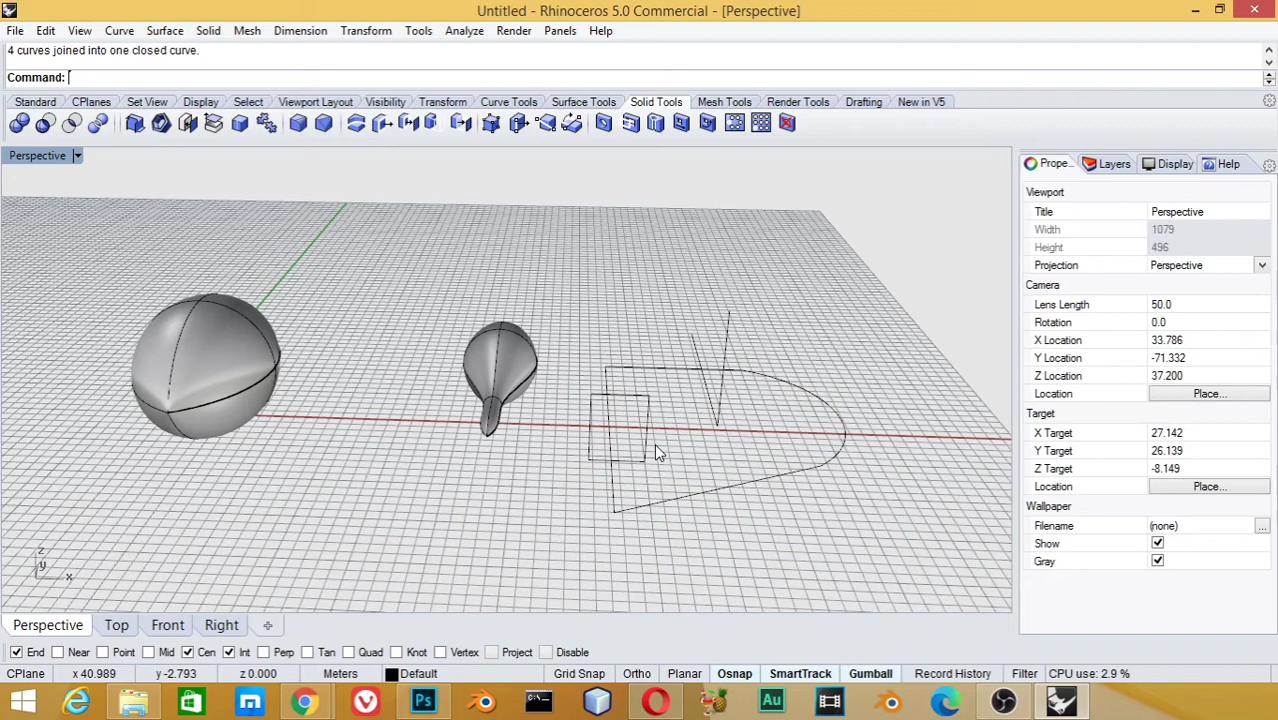 Untitled - Rhinoceros 5.0 Commercial - [Perspective]
File Edit View Curve Surface Solid Mesh Dimension Transform Tools Analyze Render Panels Help
4 curves joined into one closed curve.
Command:
Standard CPlanes Set View Display Select Viewport Layout Visibility Transform Curve Tools Surface Tools Solid Tools Mesh Tools Render Tools Drafting New in V5
Perspective
Prope... Layers Display Help
Viewport
Title Perspective
Width 1079
Height 496
Projection Perspective
Camera
Lens Length 50.0
Rotation 0.0
X Location 33.786
Y Location -71.332
Z Location 37.200
Location Place...
Target
X Target 27.142
Y Target 26.139
Z Target -8.149
Location Place...
Wallpaper
Filename (none) ...
Show
Gray
z
y
x
Perspective Top Front Right
End Near Point Mid Cen Int Perp Tan Quad Knot Vertex Project Disable
CPlane x 40.989 y -2.793 z 0.000 Meters Default Grid Snap Ortho Planar Osnap SmartTrack Gumball Record History Filter CPU use: 2.9 %
Ps Au